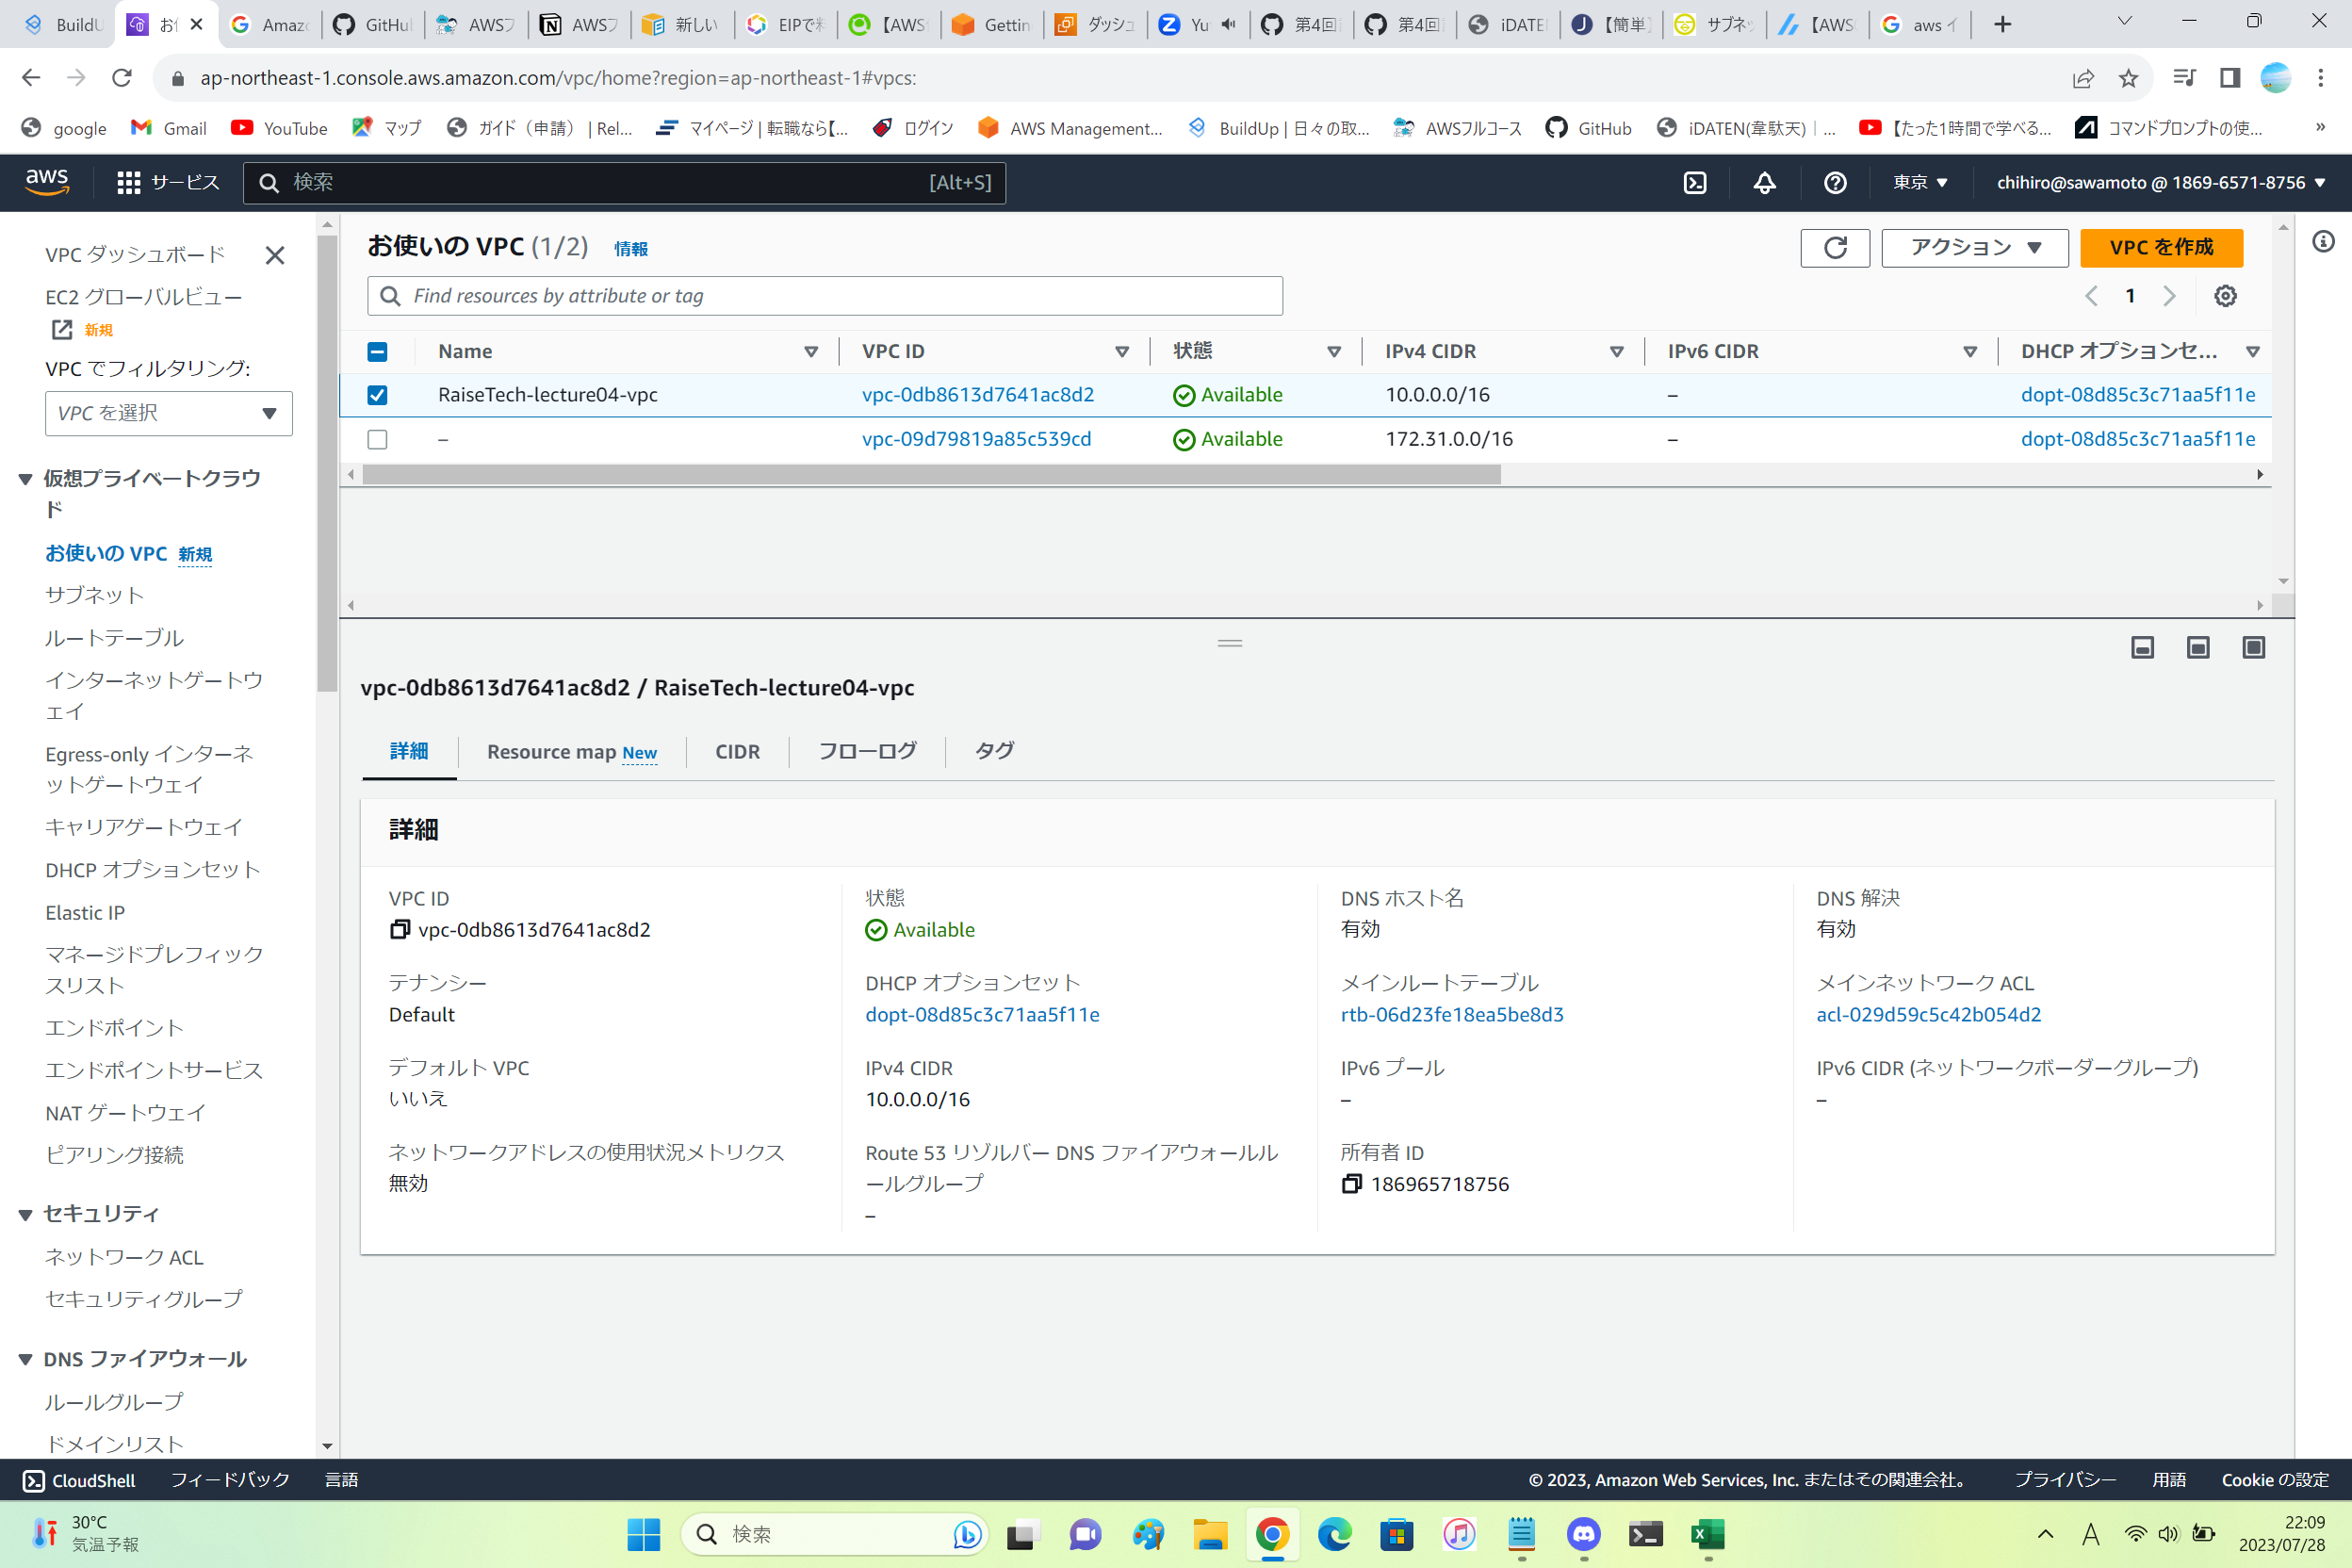 BuildU
お使
Amazo
GitHu
AWSフ
AWSフ
新しい
EIPで料
【AWS
Gettin
ダッシュ
Yu
第4回
第4回
iDATE
【簡単】
サブネッ
【AWS
aws イ
ap-northeast-1.console.aws.amazon.com/vpc/home?region=ap-northeast-1#vpcs:
google
Gmail
YouTube
マップ
ガイド（申請） | Rel...
マイページ | 転職なら【...
ログイン
AWS Management...
BuildUp | 日々の取...
AWSフルコース
GitHub
iDATEN(韋駄天)｜...
【たった1時間で学べる...
コマンドプロンプトの使...
»
aws
サービス
検索
[Alt+S]
東京 ▼
chihiro@sawamoto @ 1869-6571-8756 ▼
VPC ダッシュボード
EC2 グローバルビュー
新規
VPC でフィルタリング:
VPC を選択
仮想プライベートクラウ
ド
お使いの VPC 新規
サブネット
ルートテーブル
インターネットゲートウ
ェイ
Egress-only インターネ
ットゲートウェイ
キャリアゲートウェイ
DHCP オプションセット
Elastic IP
マネージドプレフィック
スリスト
エンドポイント
エンドポイントサービス
NAT ゲートウェイ
ピアリング接続
セキュリティ
ネットワーク ACL
セキュリティグループ
DNS ファイアウォール
ルールグループ
ドメインリスト
お使いの VPC (1/2) 情報
アクション ▼
VPC を作成
Find resources by attribute or tag
1
Name
VPC ID
状態
IPv4 CIDR
IPv6 CIDR
DHCP オプションセ...
RaiseTech-lecture04-vpc
vpc-0db8613d7641ac8d2
Available
10.0.0.0/16
–
dopt-08d85c3c71aa5f11e
–
vpc-09d79819a85c539cd
Available
172.31.0.0/16
–
dopt-08d85c3c71aa5f11e
vpc-0db8613d7641ac8d2 / RaiseTech-lecture04-vpc
詳細
Resource map New
CIDR
フローログ
タグ
詳細
VPC ID
vpc-0db8613d7641ac8d2
状態
Available
DNS ホスト名
有効
DNS 解決
有効
テナンシー
Default
DHCP オプションセット
dopt-08d85c3c71aa5f11e
メインルートテーブル
rtb-06d23fe18ea5be8d3
メインネットワーク ACL
acl-029d59c5c42b054d2
デフォルト VPC
いいえ
IPv4 CIDR
10.0.0.0/16
IPv6 プール
–
IPv6 CIDR (ネットワークボーダーグループ)
–
ネットワークアドレスの使用状況メトリクス
無効
Route 53 リゾルバー DNS ファイアウォールル
ールグループ
–
所有者 ID
186965718756
CloudShell
フィードバック
言語
© 2023, Amazon Web Services, Inc. またはその関連会社。
プライバシー
用語
Cookie の設定
30°C
気温予報
検索
A
22:09
2023/07/28